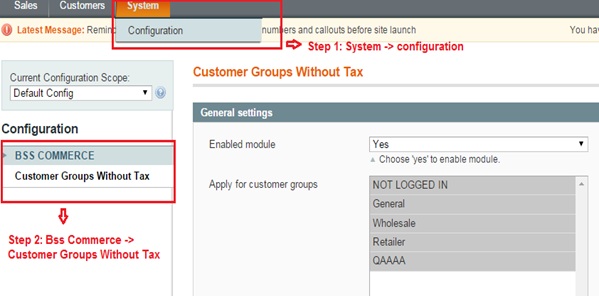 Sales Customers System
Configuration
Latest Message: Remind numbers and callouts before site launch You hav
Step 1: System -> configuration
Current Configuration Scope:
Default Config
Customer Groups Without Tax
Configuration
General settings
BSS COMMERCE
Customer Groups Without Tax
Enabled module Yes
Choose 'yes' to enable module.
Apply for customer groups NOT LOGGED IN
General
Wholesale
Retailer
QAAAA
Step 2: Bss Commerce ->
Customer Groups Without Tax